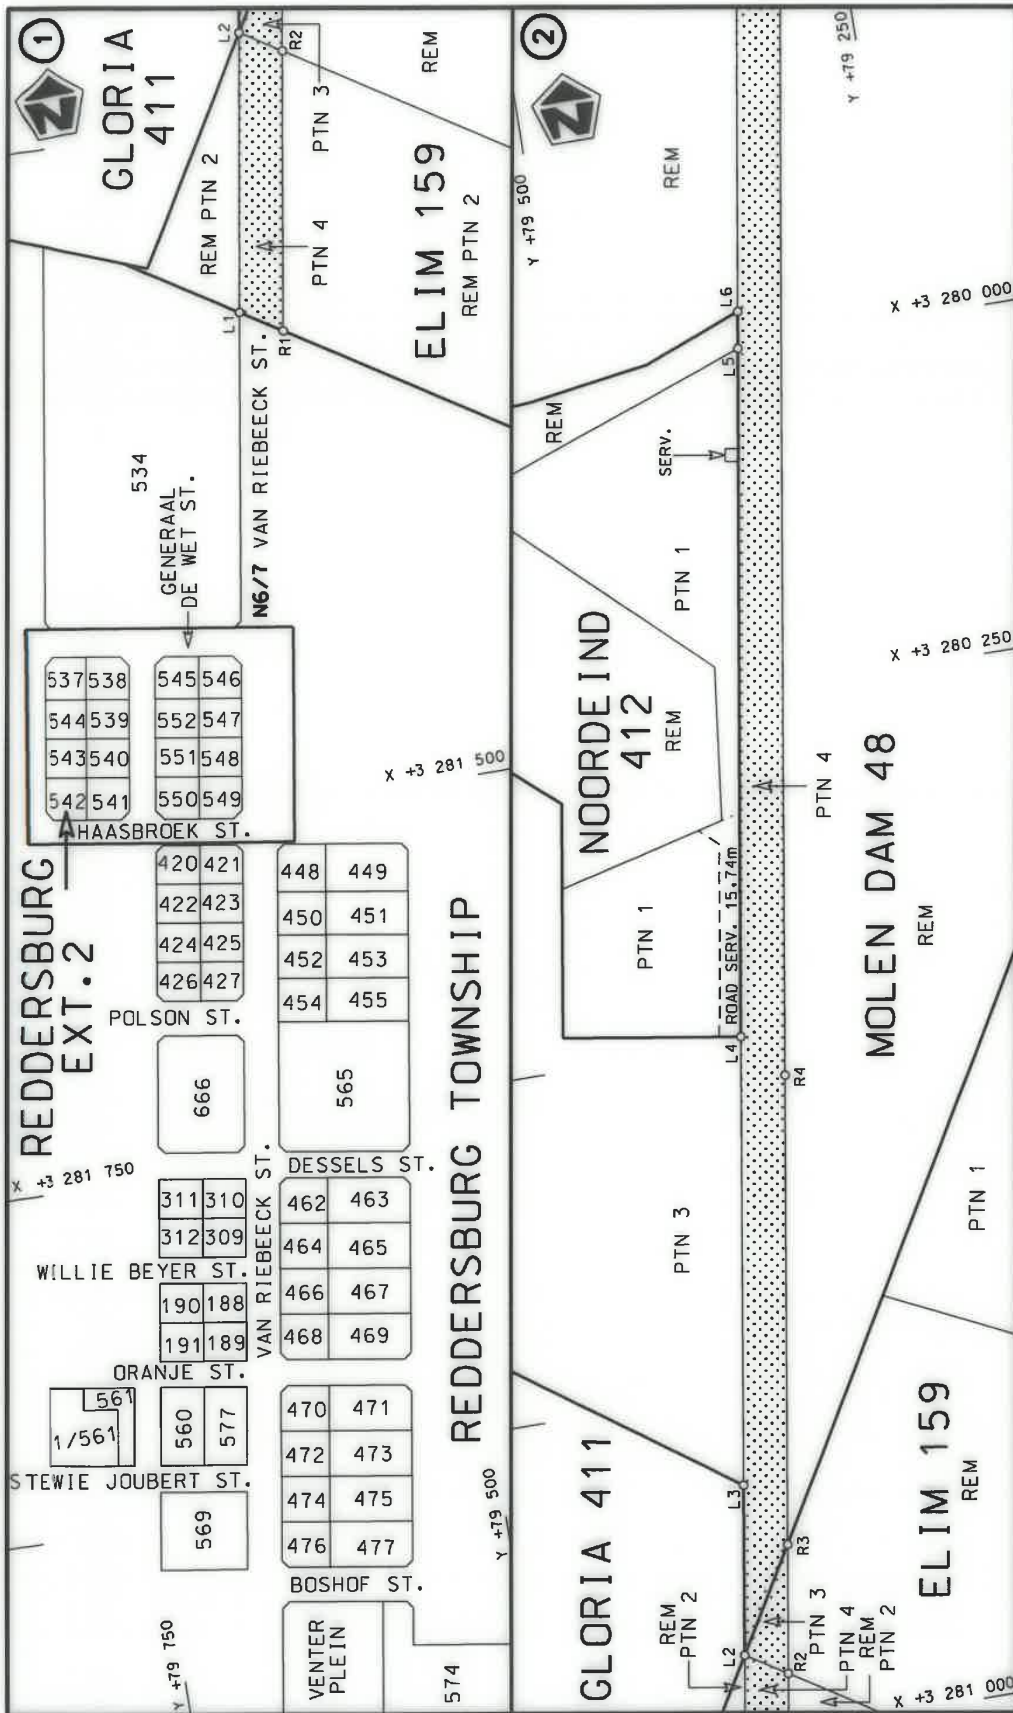 1
GLORIA
411
REM PTN 2
L2
L1
R2
R1
REM
PTN 3
PTN 4
ELIM 159
REM PTN 2
534
GENERAAL
DE WET ST.
N6/7 VAN RIEBEECK ST.
537 538
544 539
543 540
542 541
545 546
552 547
551 548
550 549
HAASBROEK ST.
REDDERSBURG
EXT.2
X +3 281 500
420 421
422 423
424 425
426 427
POLSON ST.
448 449
450 451
452 453
454 455
666
565
REDDERSBURG TOWNSHIP
X +3 281 750
DESSELS ST.
VAN RIEBEECK ST.
311 310
312 309
WILLIE BEYER ST.
190 188
191 189
ORANJE ST.
462 463
464 465
466 467
468 469
561
1/561
560
577
STEWIE JOUBERT ST.
569
470 471
472 473
474 475
476 477
BOSHOF ST.
Y +79 500
Y +79 750
VENTER
PLEIN
574
2
Y +79 500
REM
Y +79 250
L6
L5
X +3 280 000
REM
SERV.
PTN 1
NOORDEIND
412
REM
X +3 280 250
PTN 4
MOLEN DAM 48
REM
PTN 1
ROAD SERV. 15.74m
L4
R4
PTN 3
PTN 1
GLORIA 411
L3
R3
ELIM 159
REM
REM
PTN 2
L2
R2
PTN 3
PTN 4
REM
PTN 2
X +3 281 000